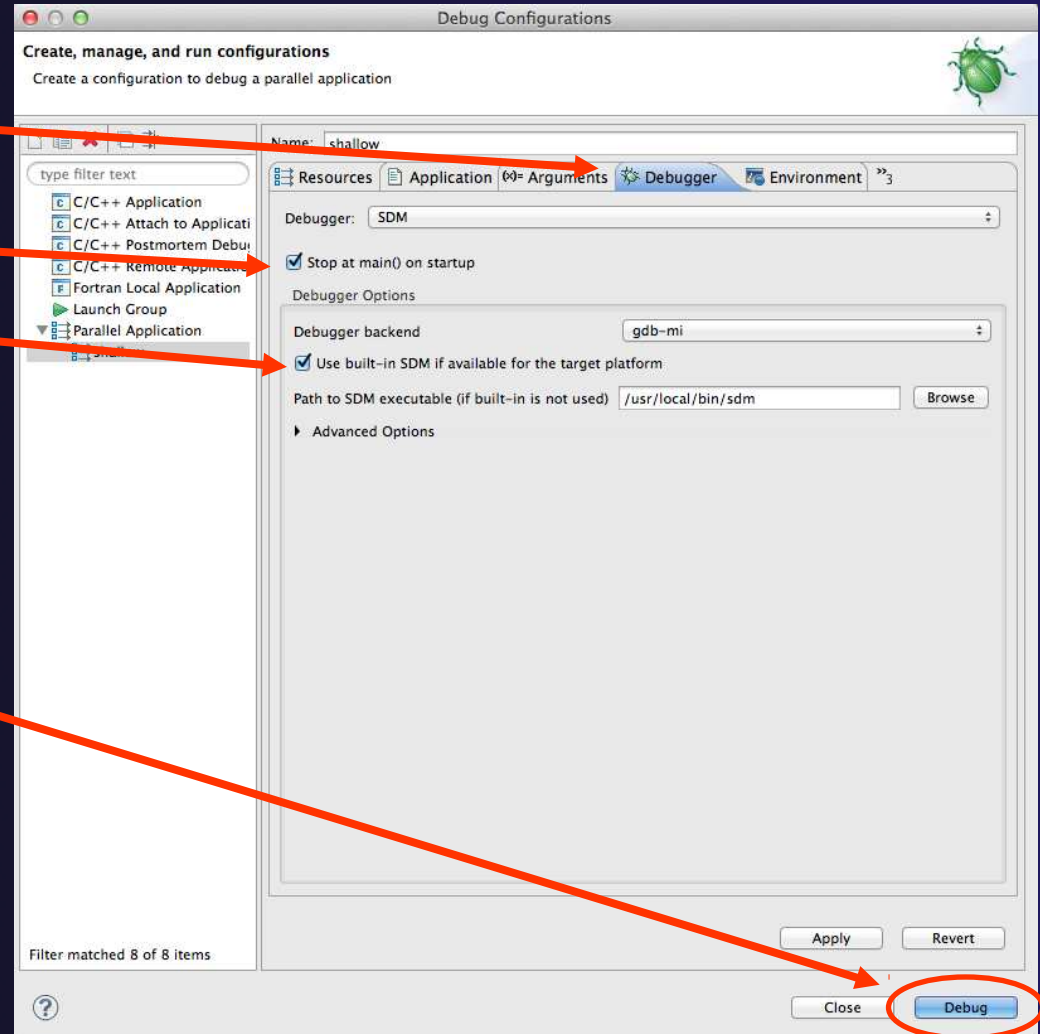 Debug Configurations
Create, manage, and run configurations
Create a configuration to debug a parallel application
Name: shallow
type filter text
Resources Application (x)= Arguments Debugger Environment »3
C/C++ Application
C/C++ Attach to Applicati
C/C++ Postmortem Debu
C/C++ Remote Applicatio
Fortran Local Application
Launch Group
Parallel Application
shallow
Debugger: SDM
Stop at main() on startup
Debugger Options
Debugger backend gdb-mi
Use built-in SDM if available for the target platform
Path to SDM executable (if built-in is not used) /usr/local/bin/sdm Browse
Advanced Options
Apply Revert
Filter matched 8 of 8 items
? Close Debug